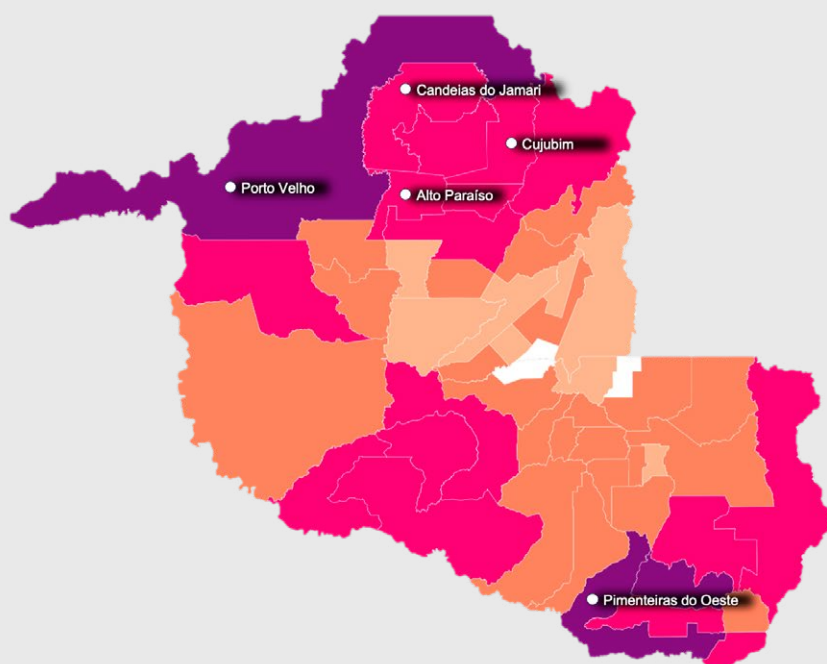 Candeias do Jamari
Cujubim
Porto Velho
Alto Paraíso
Pimenteiras do Oeste